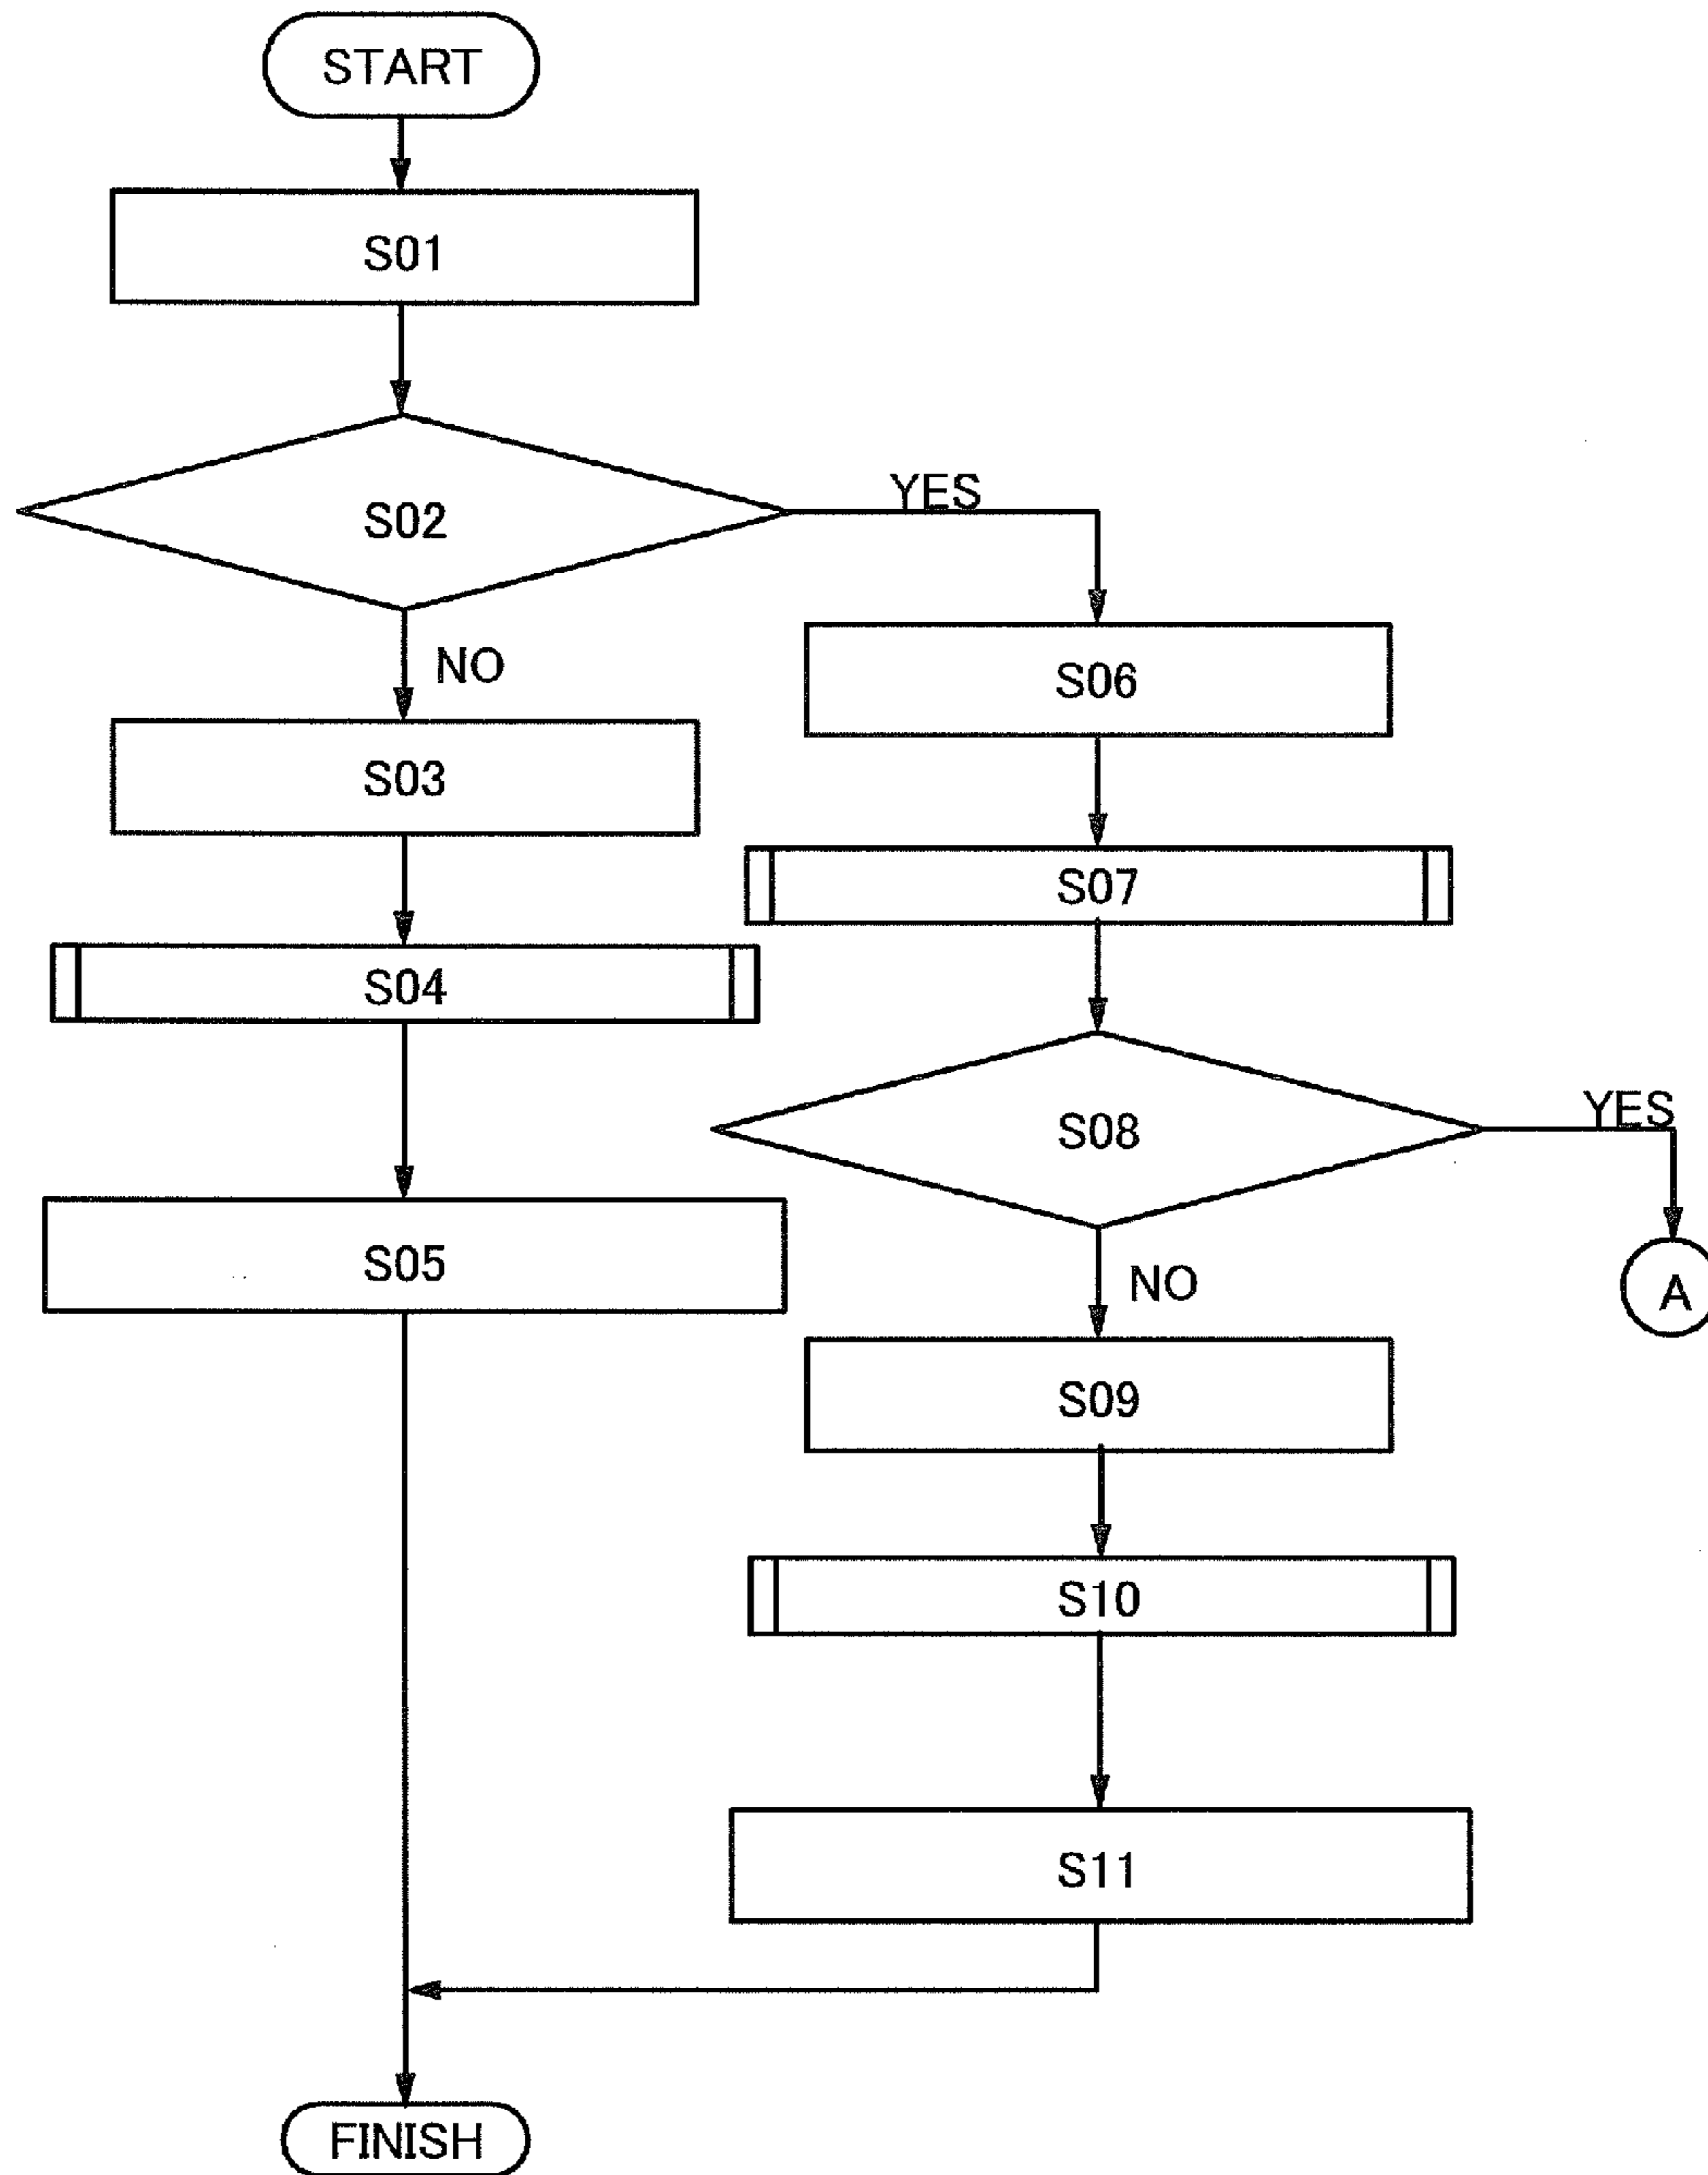 START
S01
S02
YES
NO
S03
S04
S05
S06
S07
S08
YES
A
NO
S09
S10
S11
FINISH